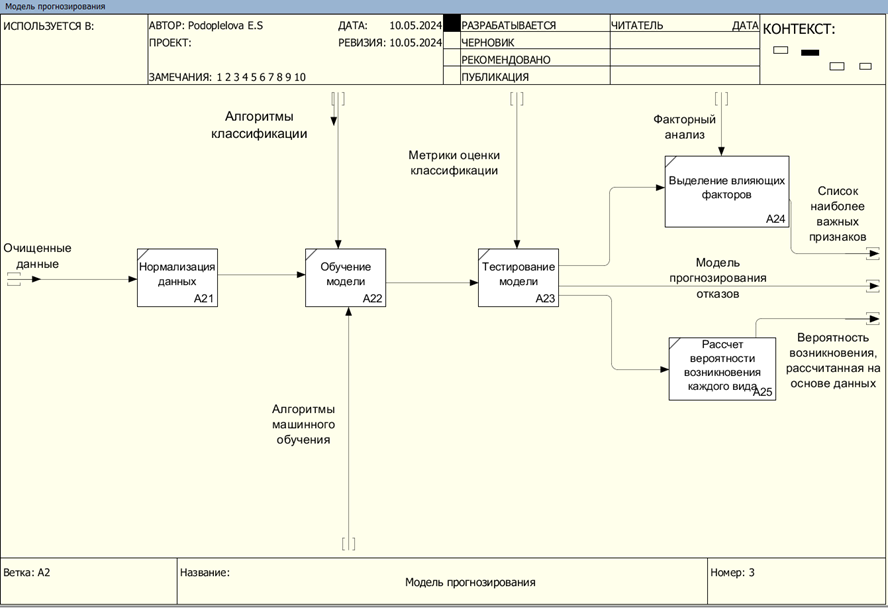 Модель прогнозирования
ИСПОЛЬЗУЕТСЯ В:
АВТОР: Podoplelova E.S
ДАТА: 10.05.2024
РАЗРАБАТЫВАЕТСЯ
ЧИТАТЕЛЬ
ДАТА
КОНТЕКСТ:
ПРОЕКТ:
РЕВИЗИЯ: 10.05.2024
ЧЕРНОВИК
РЕКОМЕНДОВАНО
ЗАМЕЧАНИЯ: 1 2 3 4 5 6 7 8 9 10
ПУБЛИКАЦИЯ
Алгоритмы
классификации
Метрики оценки
классификации
Факторный
анализ
Выделение влияющих
факторов
A24
Список
наиболее
важных
признаков
Очищенные
данные
Нормализация
данных
A21
Обучение
модели
A22
Тестирование
модели
A23
Модель
прогнозирования
отказов
Рассчет
вероятности
возникновения
каждого вида
A25
Вероятность
возникновения,
рассчитанная на
основе данных
Алгоритмы
машинного
обучения
Ветка: A2
Название:
Модель прогнозирования
Номер: 3